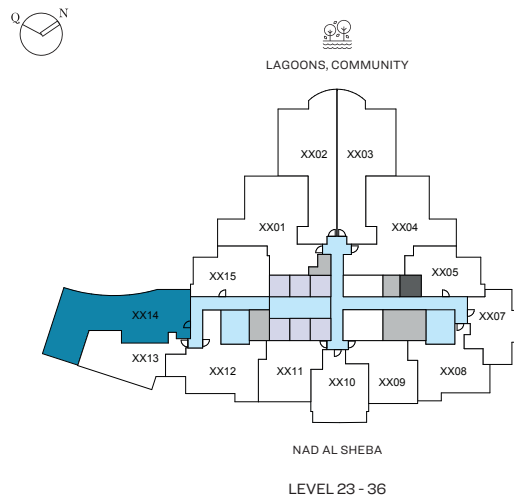 Q N
LAGOONS, COMMUNITY
XX02 XX03
XX01 XX04
XX15 XX05
XX14 XX07
XX13
XX12 XX11 XX10 XX09 XX08
NAD AL SHEBA
LEVEL 23 - 36